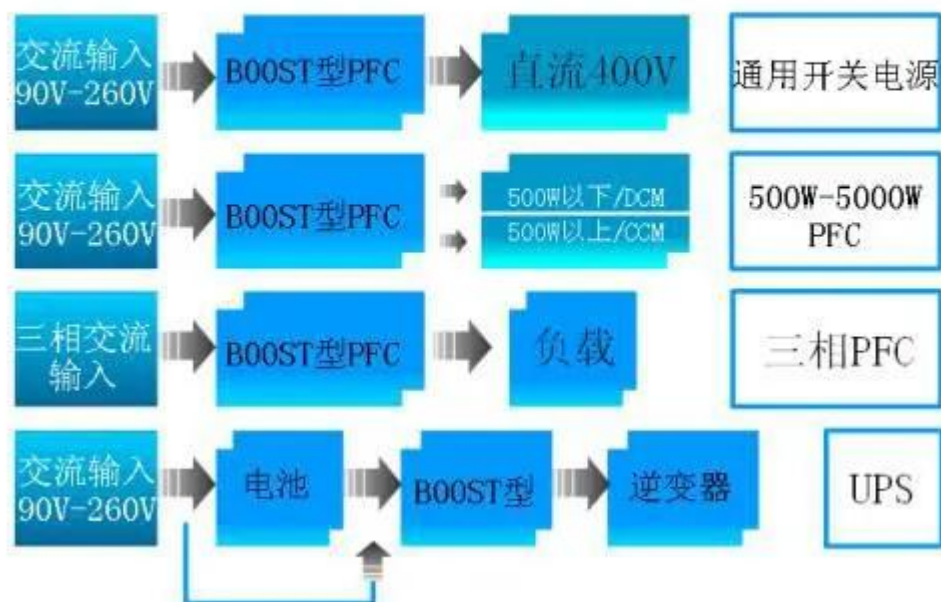 交流输入
90V-260V
BOOST型PFC
直流400V
通用开关电源
交流输入
90V-260V
BOOST型PFC
500W以下/DCM
500W以上/CCM
500W-5000W
PFC
三相交流
输入
BOOST型PFC
负载
三相PFC
交流输入
90V-260V
电池
BOOST型
逆变器
UPS